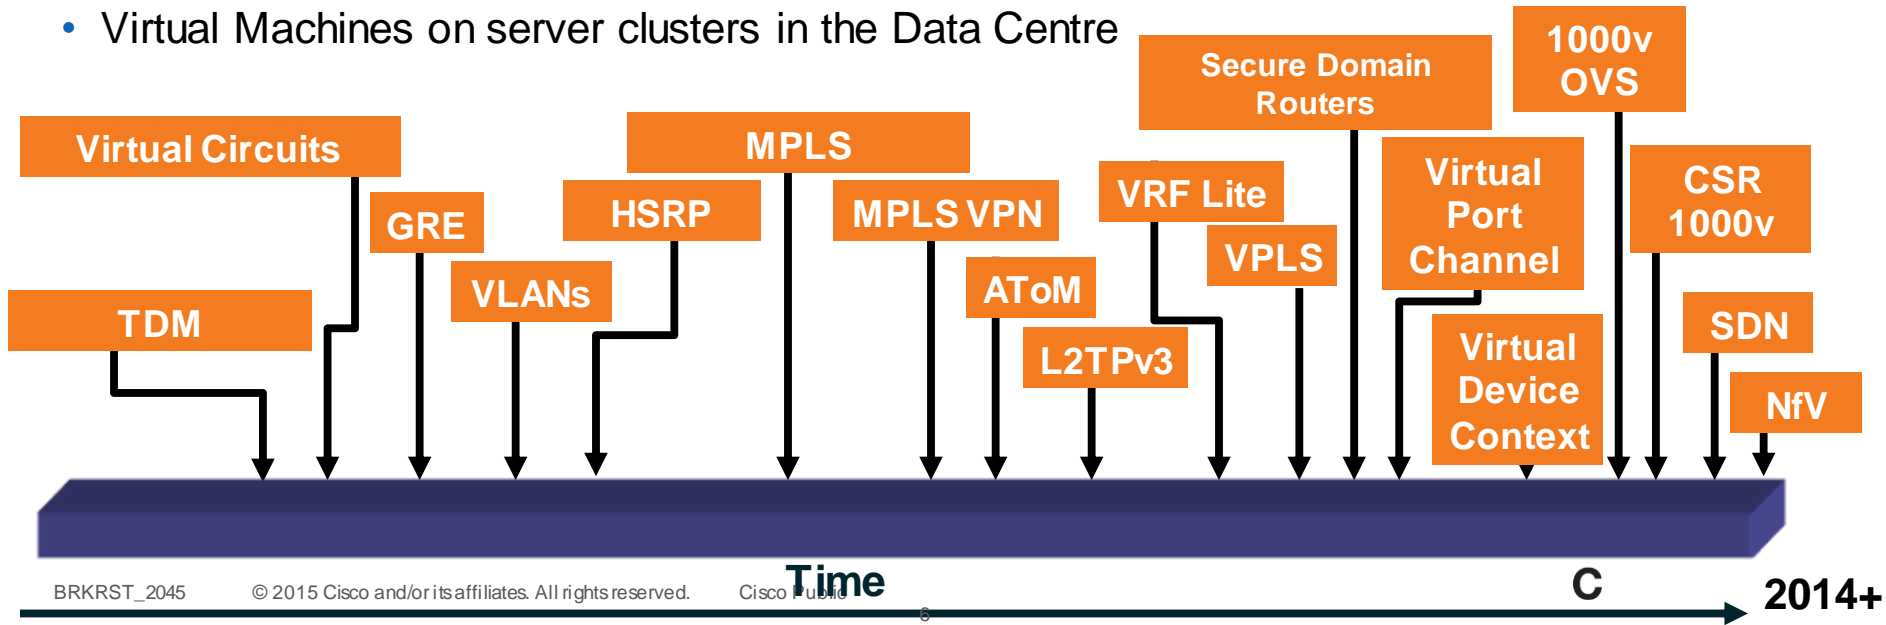 • Virtual Machines on server clusters in the Data Centre
1000v
OVS
Secure Domain
Routers
Virtual Circuits
MPLS
Virtual
Port
Channel
CSR
1000v
GRE
HSRP
MPLS VPN
VRF Lite
VPLS
VLANs
AToM
TDM
L2TPv3
Virtual
Device
Context
SDN
NfV
Time
BRKRST_2045 © 2015 Cisco and/or its affiliates. All rights reserved. Cisco Public
C
2014+
6